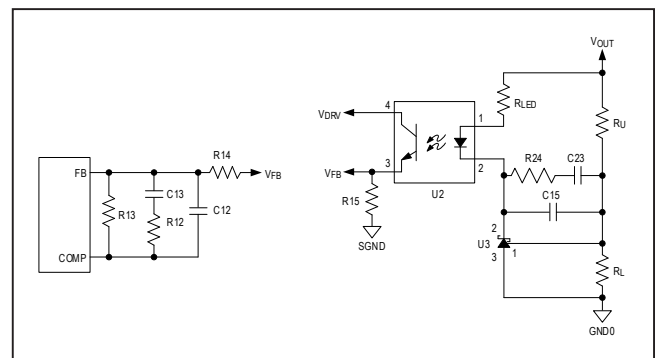 FB
COMP
R13
C13
R12
C12
R14
VFB
VDRV
4
VFB
3
R15
SGND
U2
1
2
RLED
VOUT
RU
R24
C23
C15
2
U3
3
1
RL
GND0